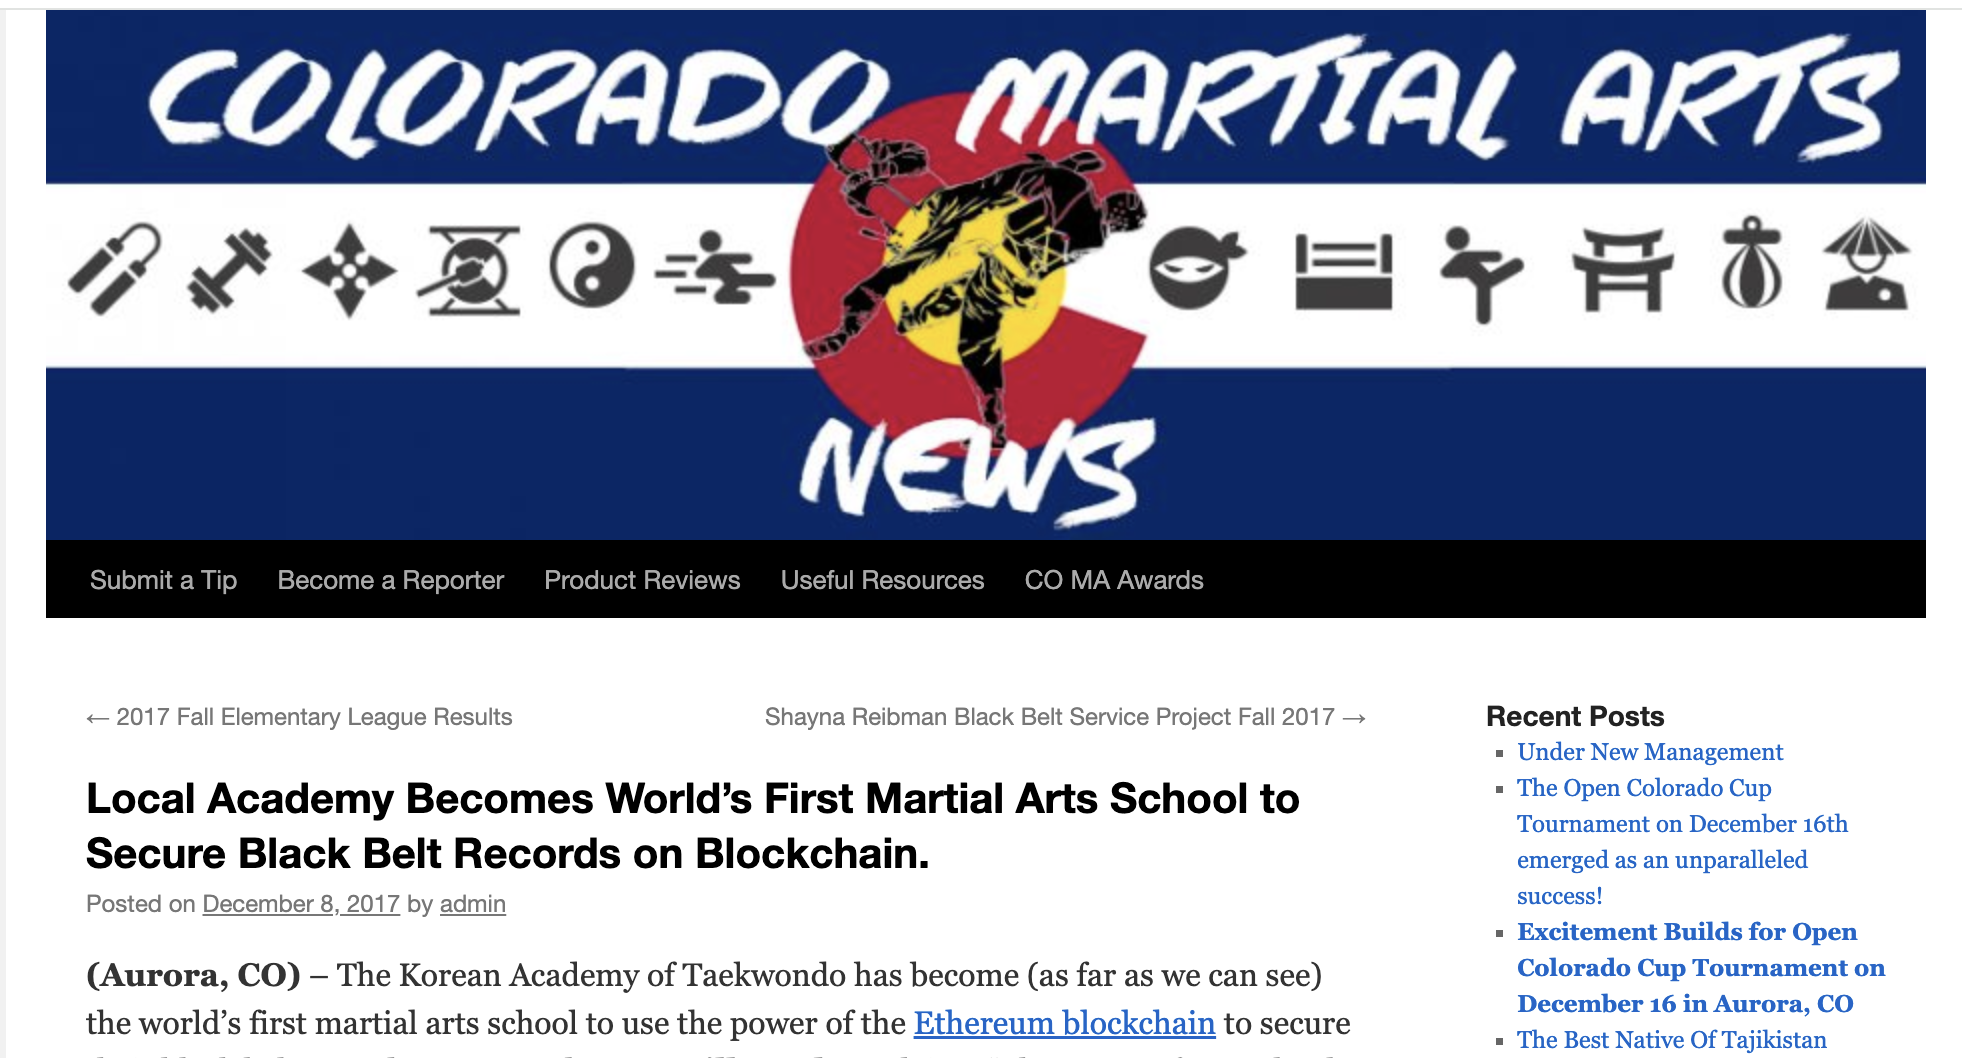 COLORADO MARTIAL ARTS
NEWS
Submit a Tip Become a Reporter Product Reviews Useful Resources CO MA Awards
← 2017 Fall Elementary League Results
Shayna Reibman Black Belt Service Project Fall 2017 →
Local Academy Becomes World’s First Martial Arts School to
Secure Black Belt Records on Blockchain.
Posted on December 8, 2017 by admin
(Aurora, CO) – The Korean Academy of Taekwondo has become (as far as we can see)
the world’s first martial arts school to use the power of the Ethereum blockchain to secure
Recent Posts
Under New Management
The Open Colorado Cup
Tournament on December 16th
emerged as an unparalleled
success!
Excitement Builds for Open
Colorado Cup Tournament on
December 16 in Aurora, CO
The Best Native Of Tajikistan